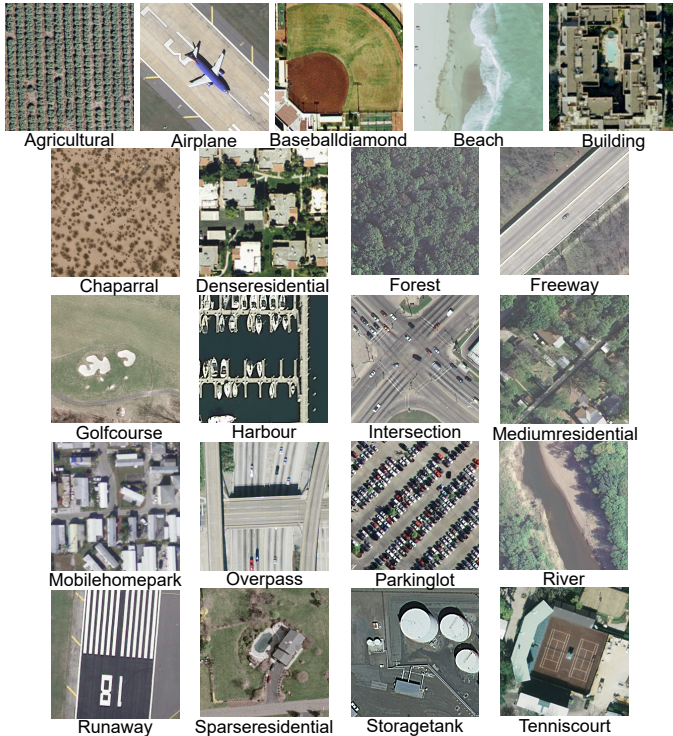 Agricultural Airplane Baseballdiamond Beach Building
Chaparral Denseresidential Forest Freeway
Golfcourse Harbour Intersection Mediumresidential
Mobilehomepark Overpass Parkinglot River
18
Runaway Sparseresidential Storagetank Tenniscourt